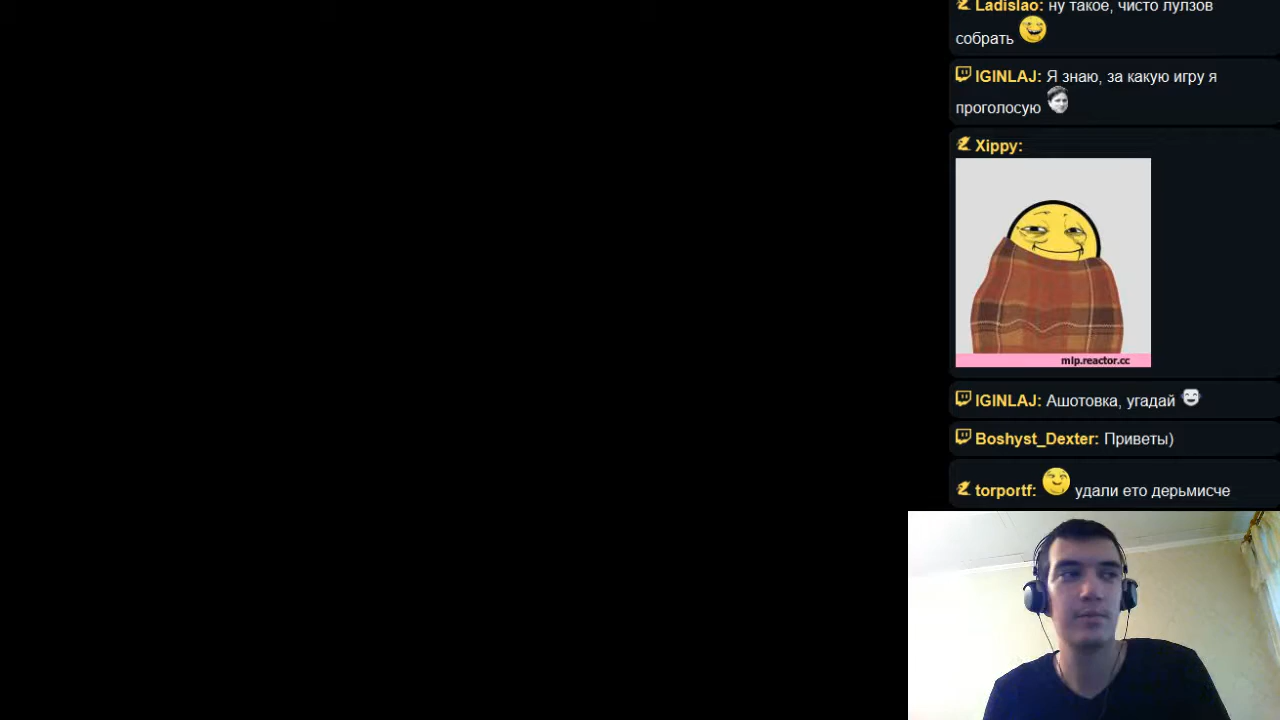 Ladislao: ну такое, чисто лулзов
собрать
IGINLAJ: Я знаю, за какую игру я
проголосую
Xippy:
mlp.reactor.cc
IGINLAJ: Ашотовка, угадай
Boshyst_Dexter: Приветы)
torportf: удали ето дерьмисче